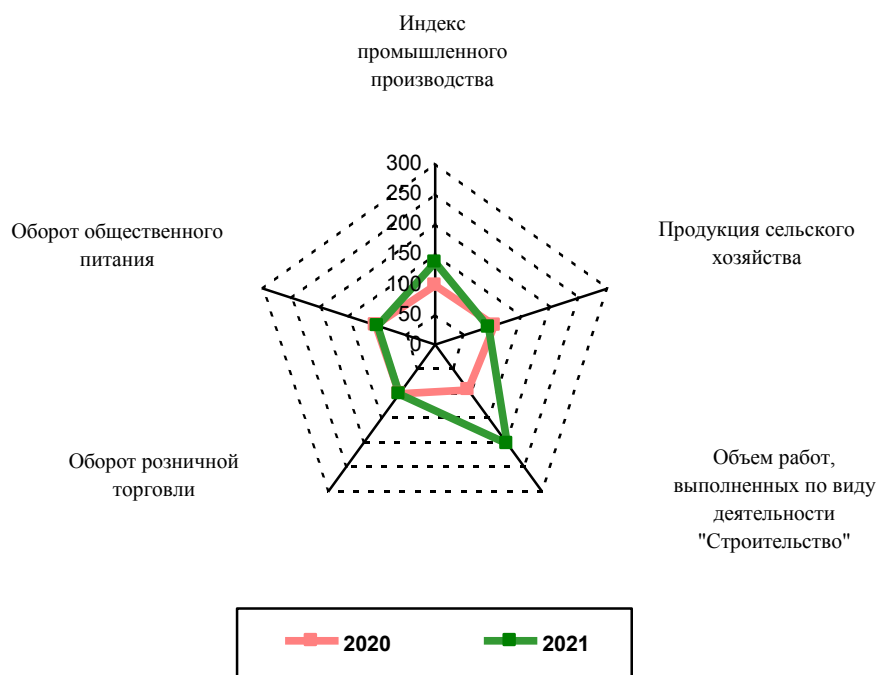 Индекс
промышленного
производства
300
250
200
150
100
50
0
Оборот общественного
питания
Продукция сельского
хозяйства
Оборот розничной
торговли
Объем работ,
выполненных по виду
деятельности
"Строительство"
2020
2021